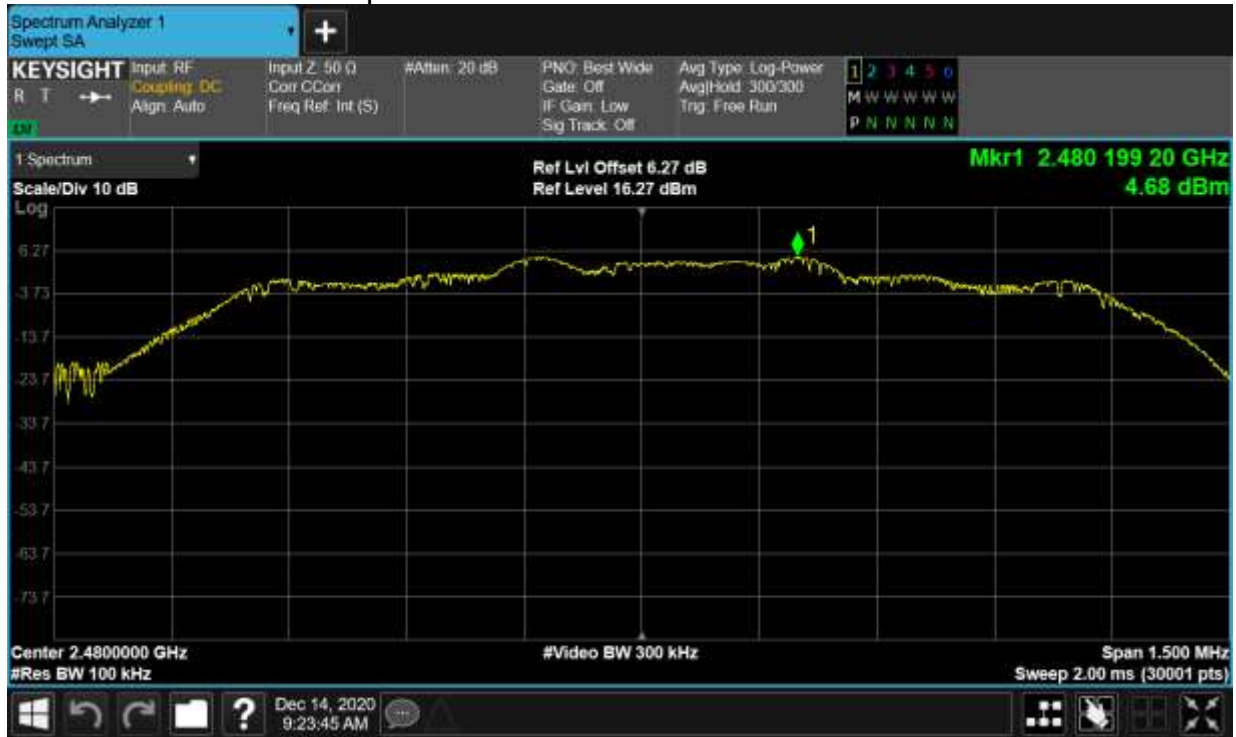 Spectrum Analyzer 1
Swept SA
+
KEYSIGHT Input: RF Input Z: 50 Ω #Atten: 20 dB PNO: Best Wide Avg Type: Log-Power 1 2 3 4 5 6
R T Coupling: DC Corr CCorr Gate: Off Avg|Hold: 300/300 M W W W W W
Align: Auto Freq Ref: Int (S) IF Gain: Low Trig: Free Run
Sig Track: Off P N N N N N
1 Spectrum Ref Lvl Offset 6.27 dB Mkr1 2.480 199 20 GHz
Scale/Div 10 dB Ref Level 16.27 dBm 4.68 dBm
Log
1
6.27
-3.73
-13.7
-23.7
-33.7
-43.7
-53.7
-63.7
-73.7
Center 2.4800000 GHz #Video BW 300 kHz Span 1.500 MHz
#Res BW 100 kHz Sweep 2.00 ms (30001 pts)
? Dec 14, 2020
9:23:45 AM